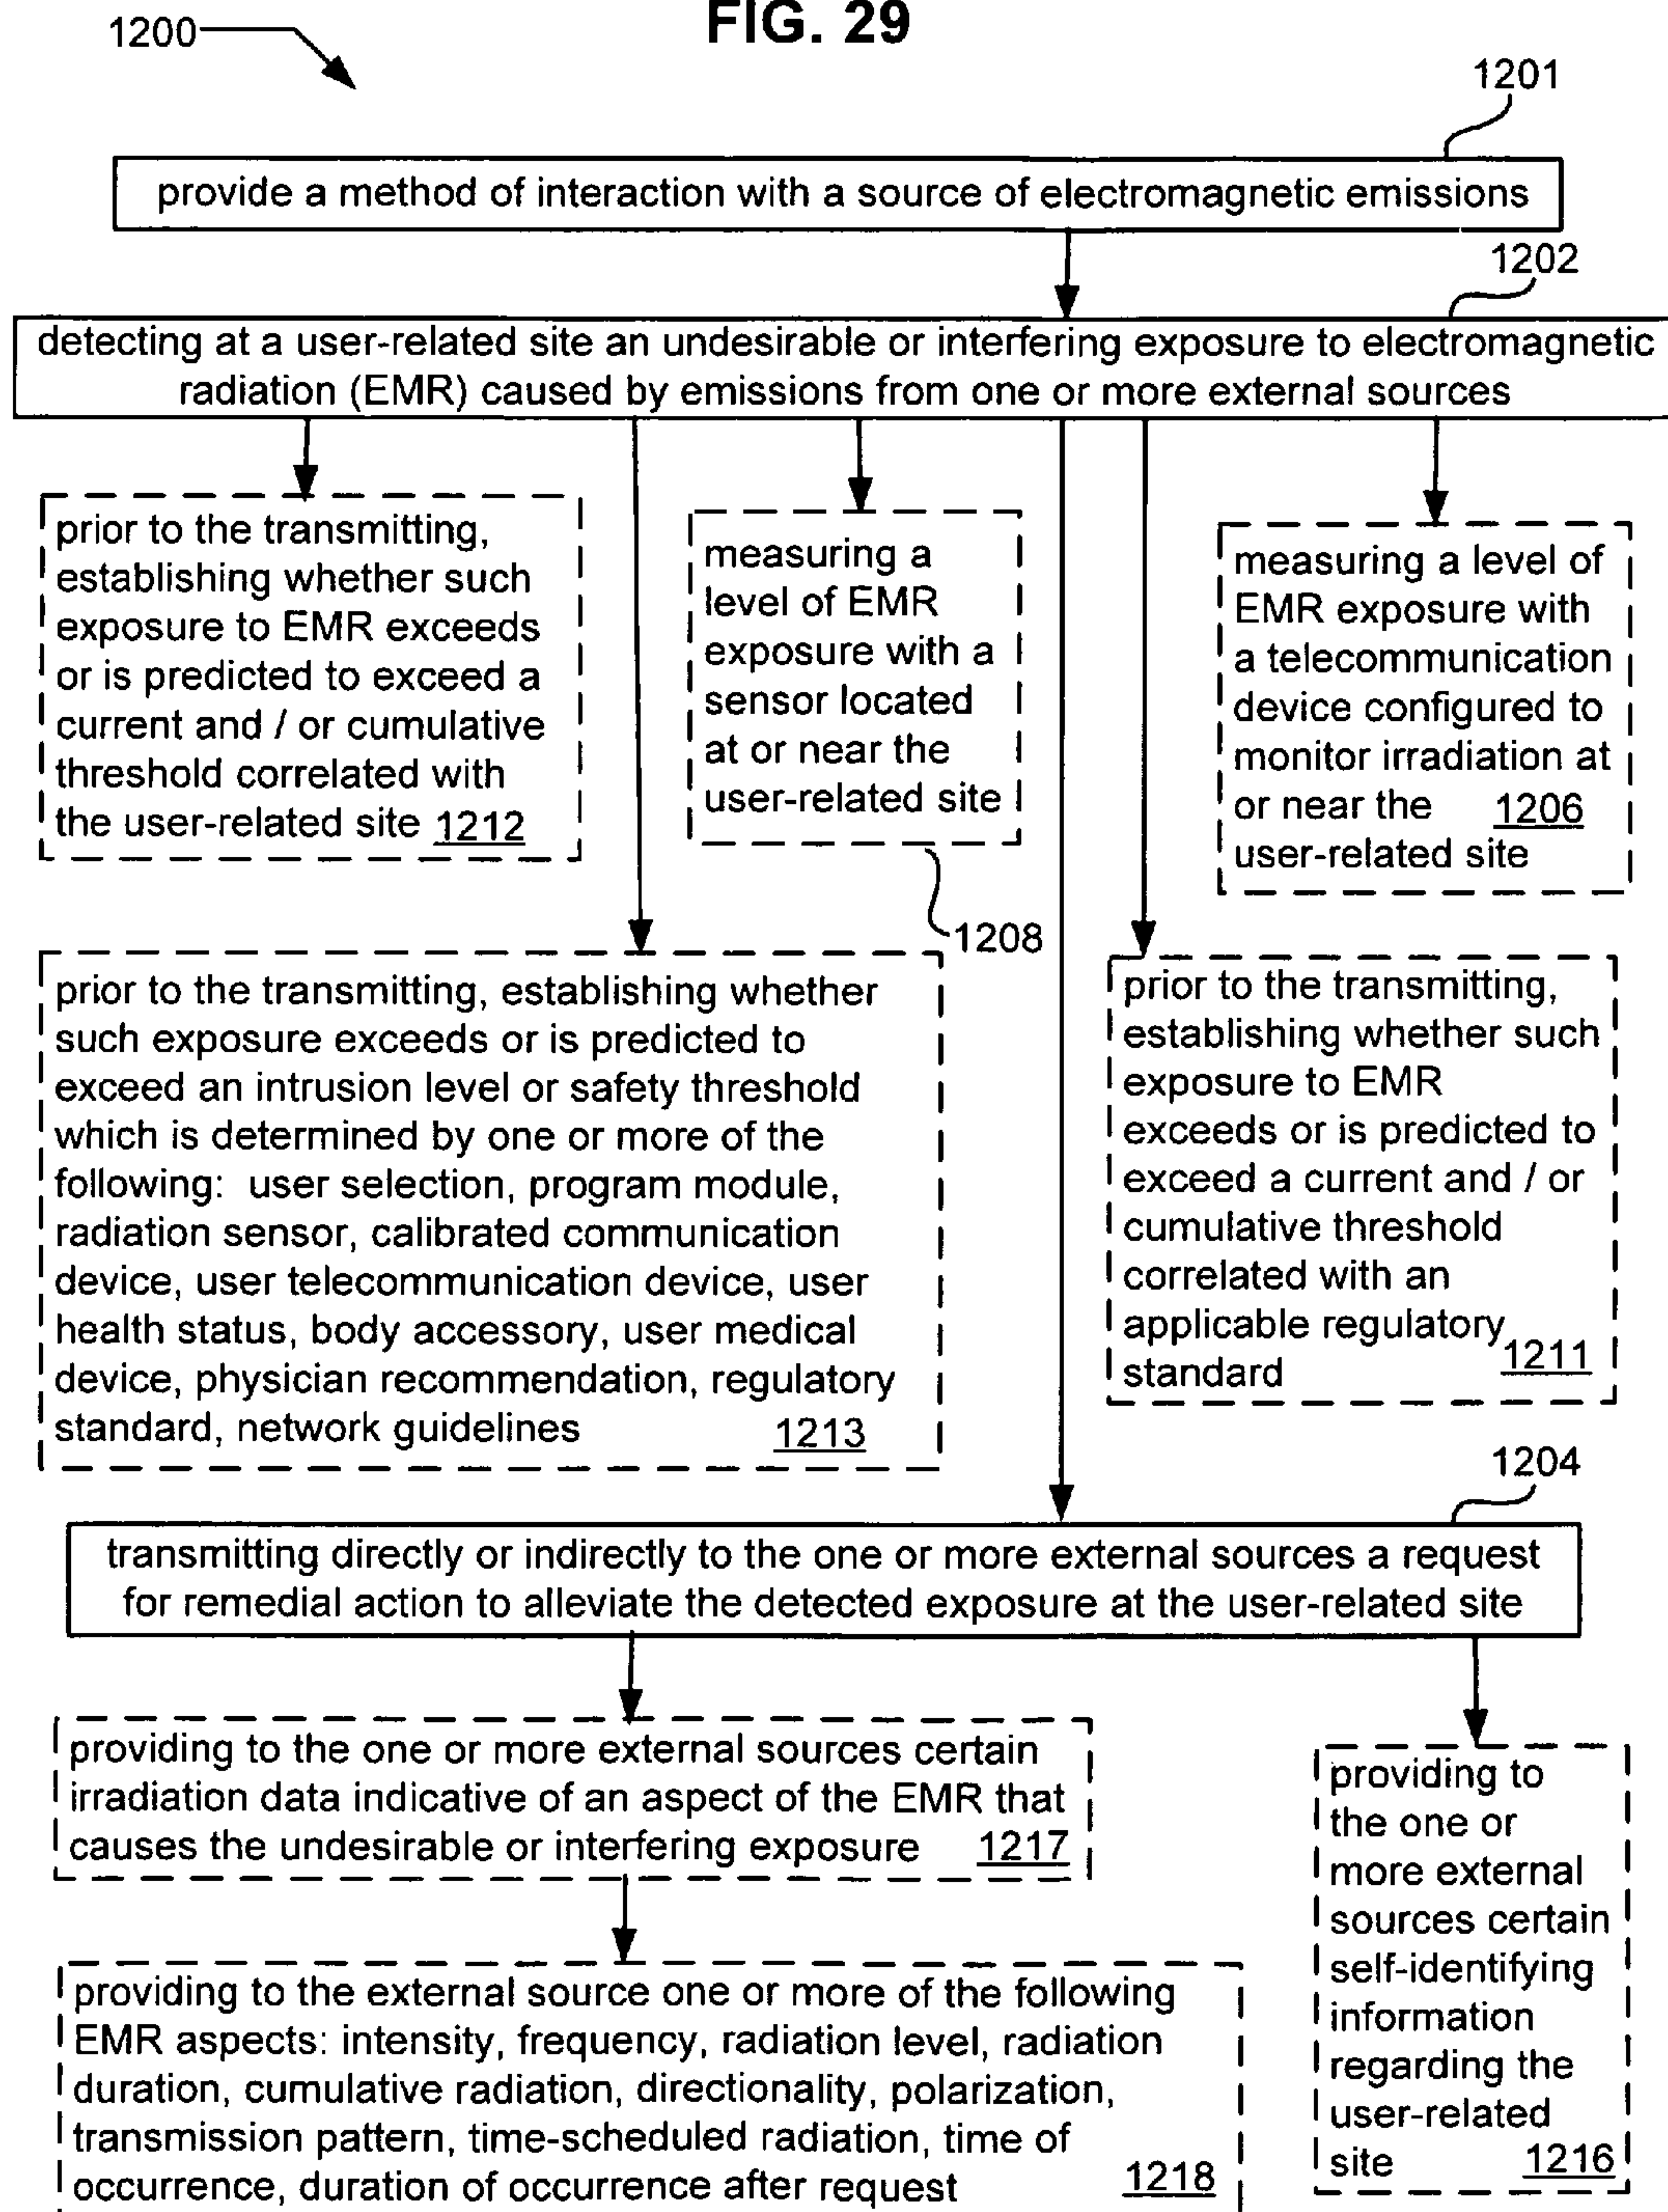 FIG. 29
1200
1201
provide a method of interaction with a source of electromagnetic emissions
1202
detecting at a user-related site an undesirable or interfering exposure to electromagnetic
radiation (EMR) caused by emissions from one or more external sources
prior to the transmitting,
establishing whether such
exposure to EMR exceeds
or is predicted to exceed a
current and / or cumulative
threshold correlated with
the user-related site 1212
measuring a
level of EMR
exposure with a
sensor located
at or near the
user-related site
1208
measuring a level of
EMR exposure with
a telecommunication
device configured to
monitor irradiation at
or near the 1206
user-related site
prior to the transmitting, establishing whether
such exposure exceeds or is predicted to
exceed an intrusion level or safety threshold
which is determined by one or more of the
following: user selection, program module,
radiation sensor, calibrated communication
device, user telecommunication device, user
health status, body accessory, user medical
device, physician recommendation, regulatory
standard, network guidelines 1213
prior to the transmitting,
establishing whether such
exposure to EMR
exceeds or is predicted to
exceed a current and / or
cumulative threshold
correlated with an
applicable regulatory
standard 1211
1204
transmitting directly or indirectly to the one or more external sources a request
for remedial action to alleviate the detected exposure at the user-related site
providing to the one or more external sources certain
irradiation data indicative of an aspect of the EMR that
causes the undesirable or interfering exposure 1217
providing to the external source one or more of the following
EMR aspects: intensity, frequency, radiation level, radiation
duration, cumulative radiation, directionality, polarization,
transmission pattern, time-scheduled radiation, time of
occurrence, duration of occurrence after request 1218
providing to
the one or
more external
sources certain
self-identifying
information
regarding the
user-related
site 1216